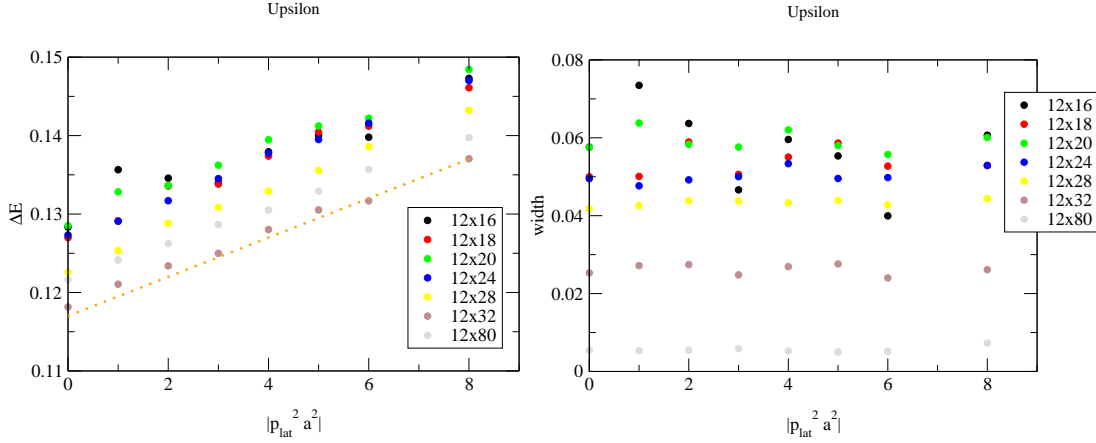 Upsilon
0.15
0.14
0.13
0.12
0.11
ΔE
0 2 4 6 8
|p_lat^2 a^2|
12x16
12x18
12x20
12x24
12x28
12x32
12x80
Upsilon
0.08
0.06
0.04
0.02
0
width
0 2 4 6 8
|p_lat^2 a^2|
12x16
12x18
12x20
12x24
12x28
12x32
12x80